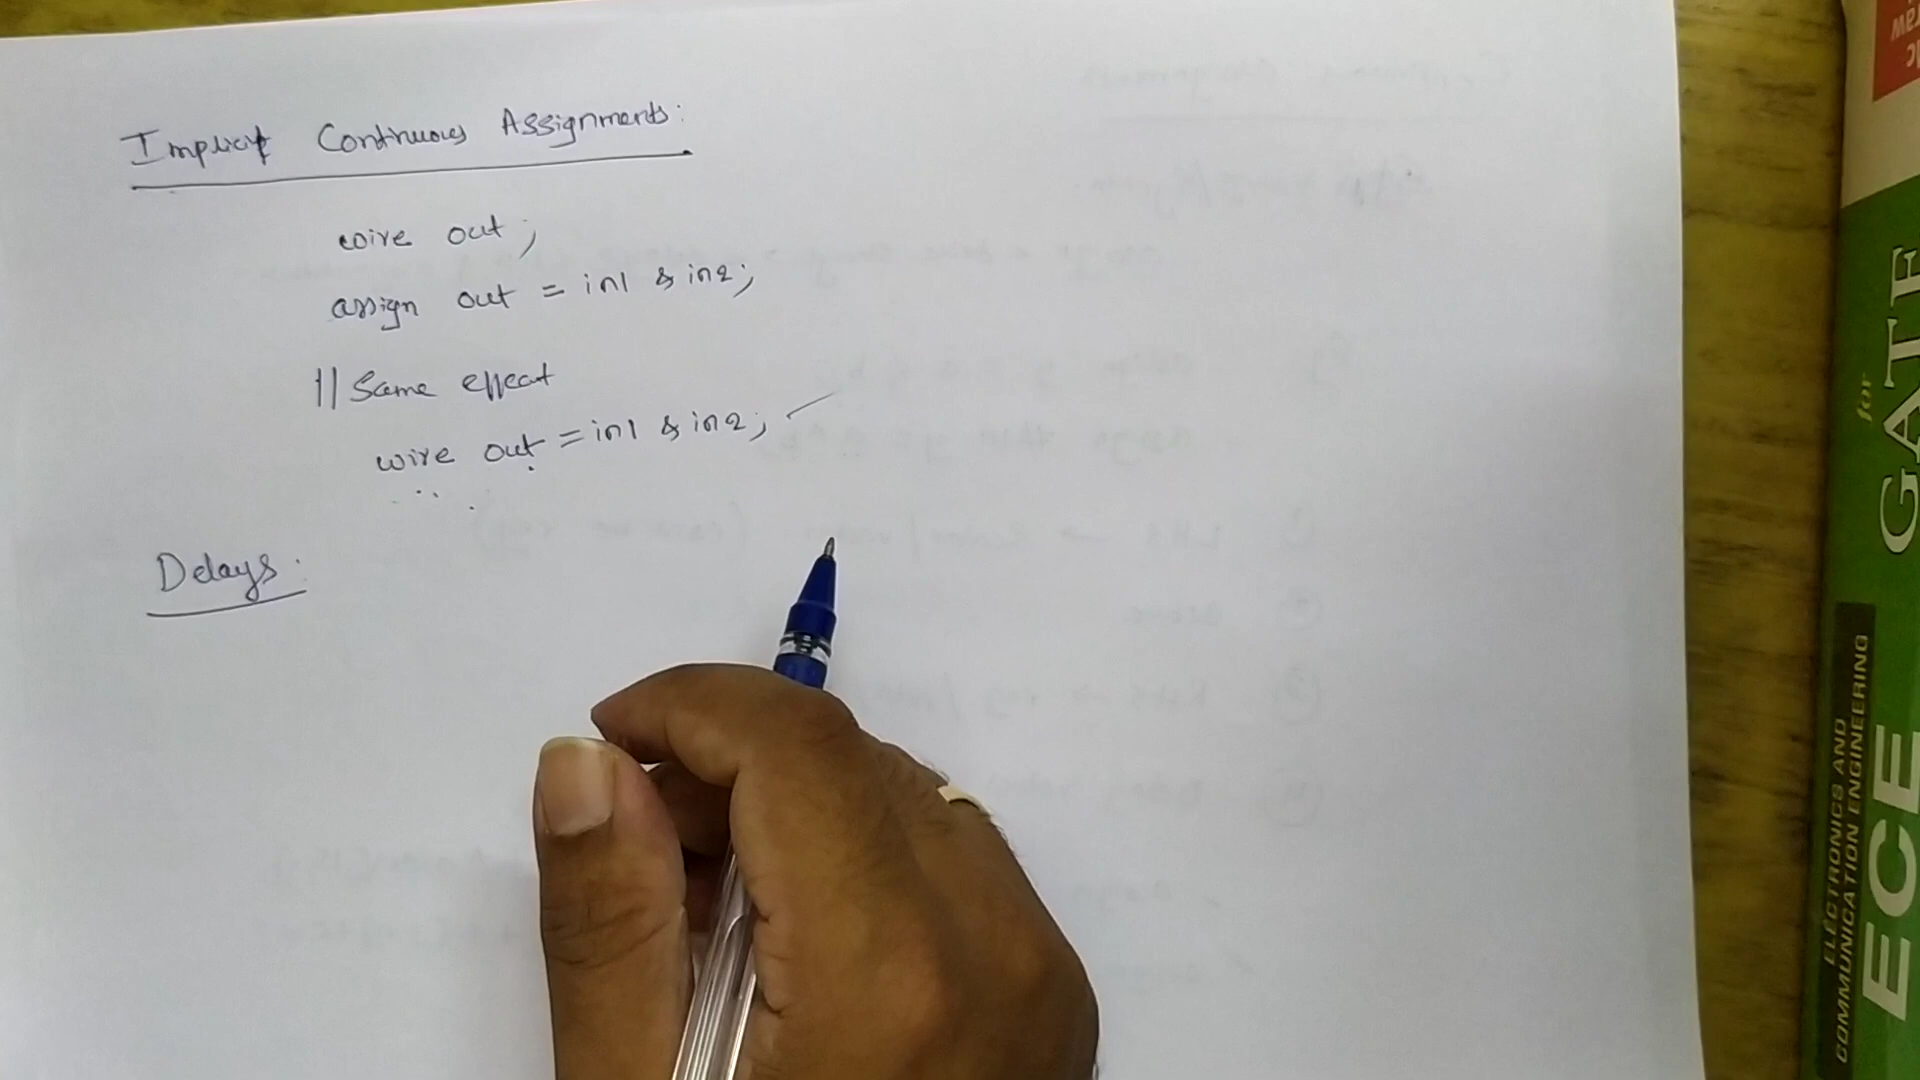 Implicit Continuous Assignments:
wire out;
assign out = in1 & in2;
|| Same effect
wire out = in1 & in2;
Delays:
for
GATE
ELECTRONICS AND
COMMUNICATION ENGINEERING
ECE